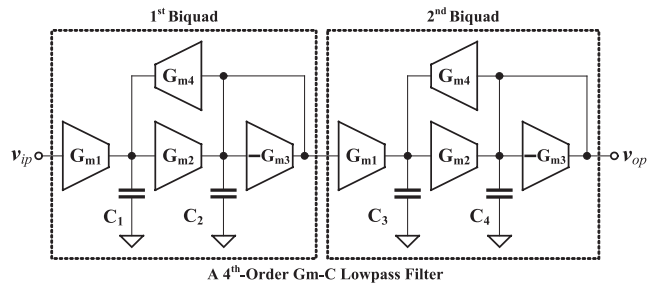 1st Biquad
2nd Biquad
Gm4
Gm4
vip
Gm1
Gm2
−Gm3
Gm1
Gm2
−Gm3
vop
C1
C2
C3
C4
A 4th-Order Gm-C Lowpass Filter